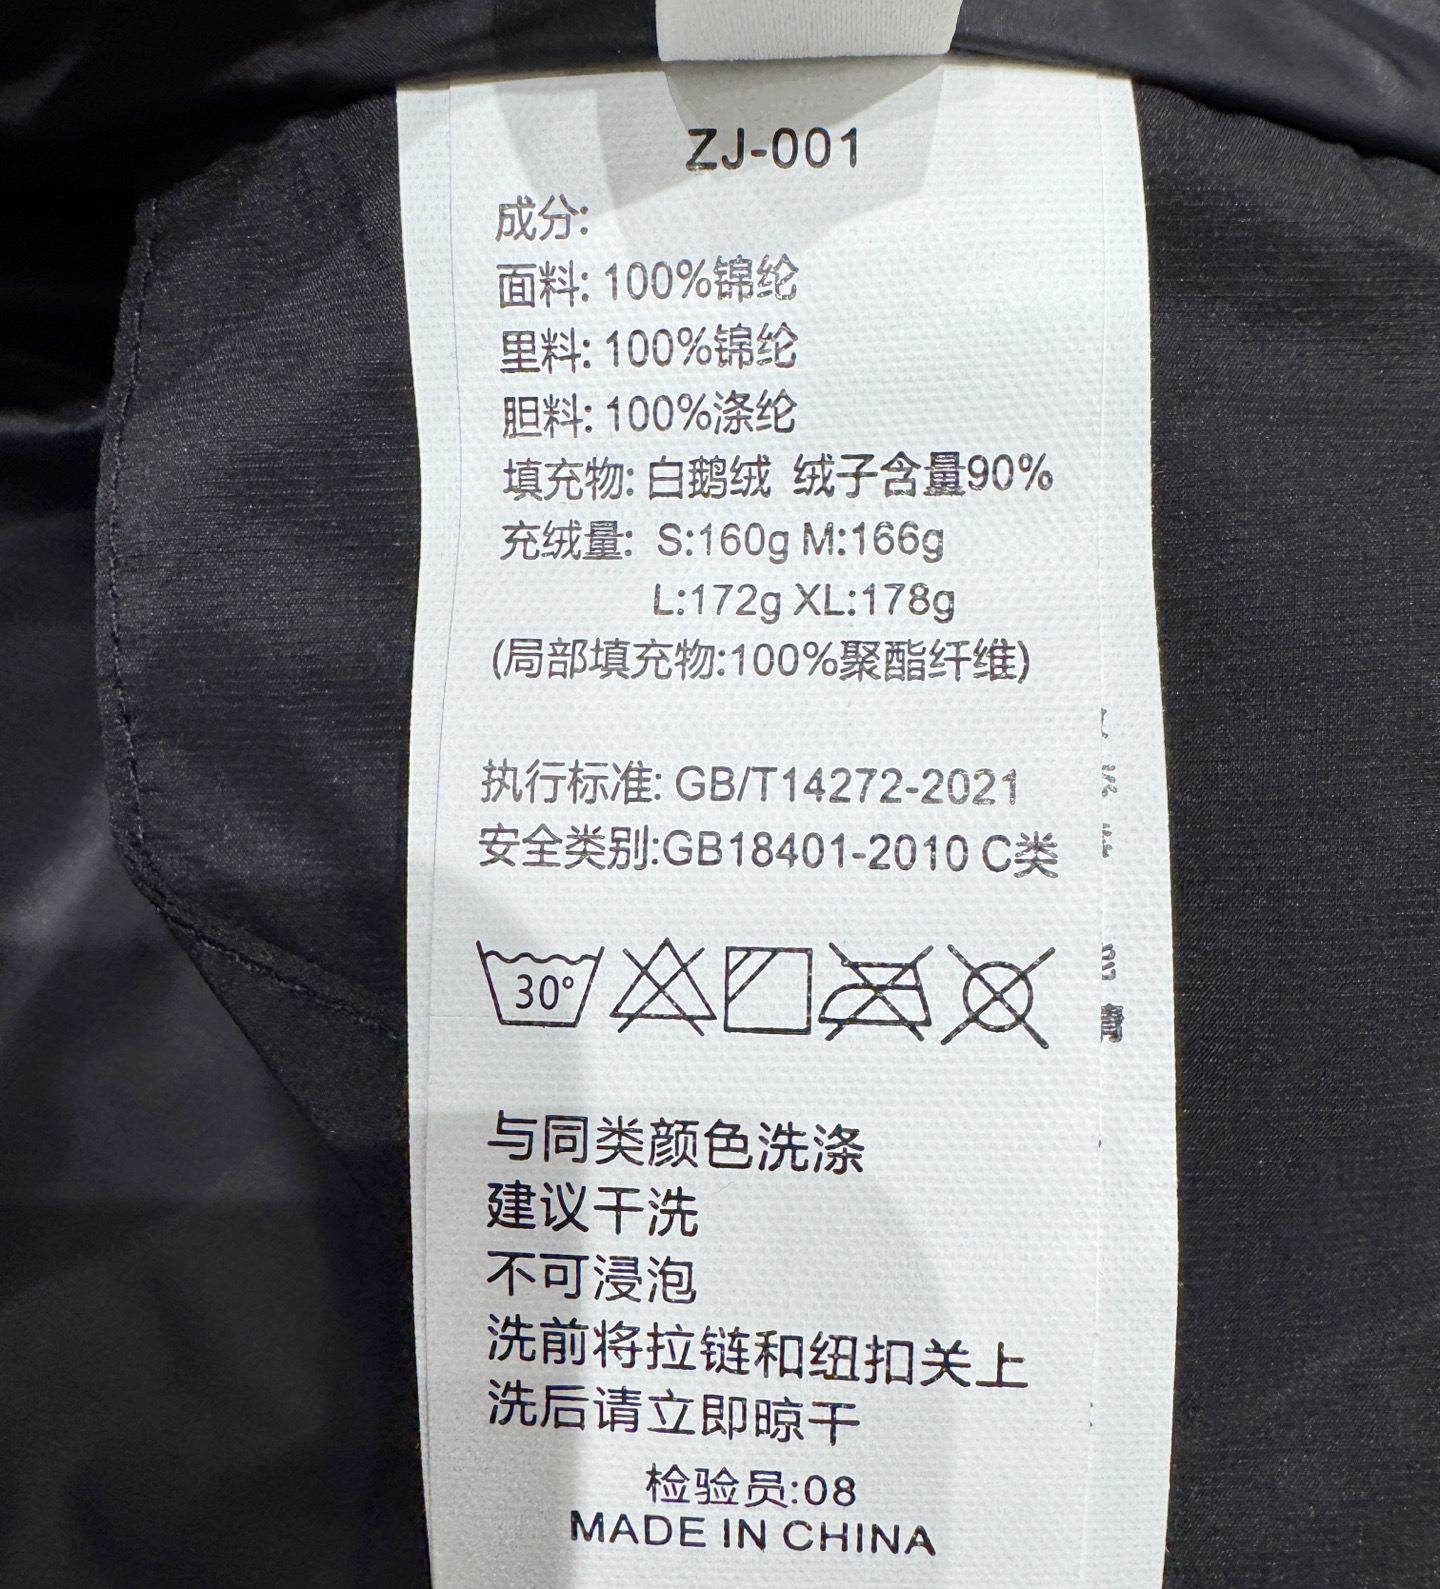 ZJ-001
成分:
面料: 100%锦纶
里料: 100%锦纶
胆料: 100%涤纶
填充物: 白鹅绒 绒子含量90%
充绒量: S:160g M:166g
L:172g XL:178g
(局部填充物:100%聚酯纤维)
执行标准: GB/T14272-2021
安全类别:GB18401-2010 C类
30°
与同类颜色洗涤
建议干洗
不可浸泡
洗前将拉链和纽扣关上
洗后请立即晾干
检验员:08
MADE IN CHINA